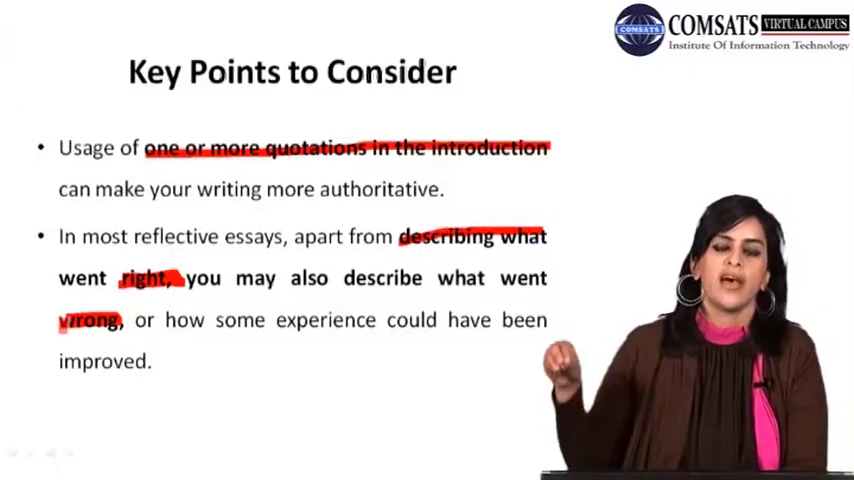 COMSATS VIRTUAL CAMPUS
COMSATS Institute Of Information Technology
Key Points to Consider
• Usage of one or more quotations in the introduction
can make your writing more authoritative.
• In most reflective essays, apart from describing what
went right, you may also describe what went
wrong, or how some experience could have been
improved.